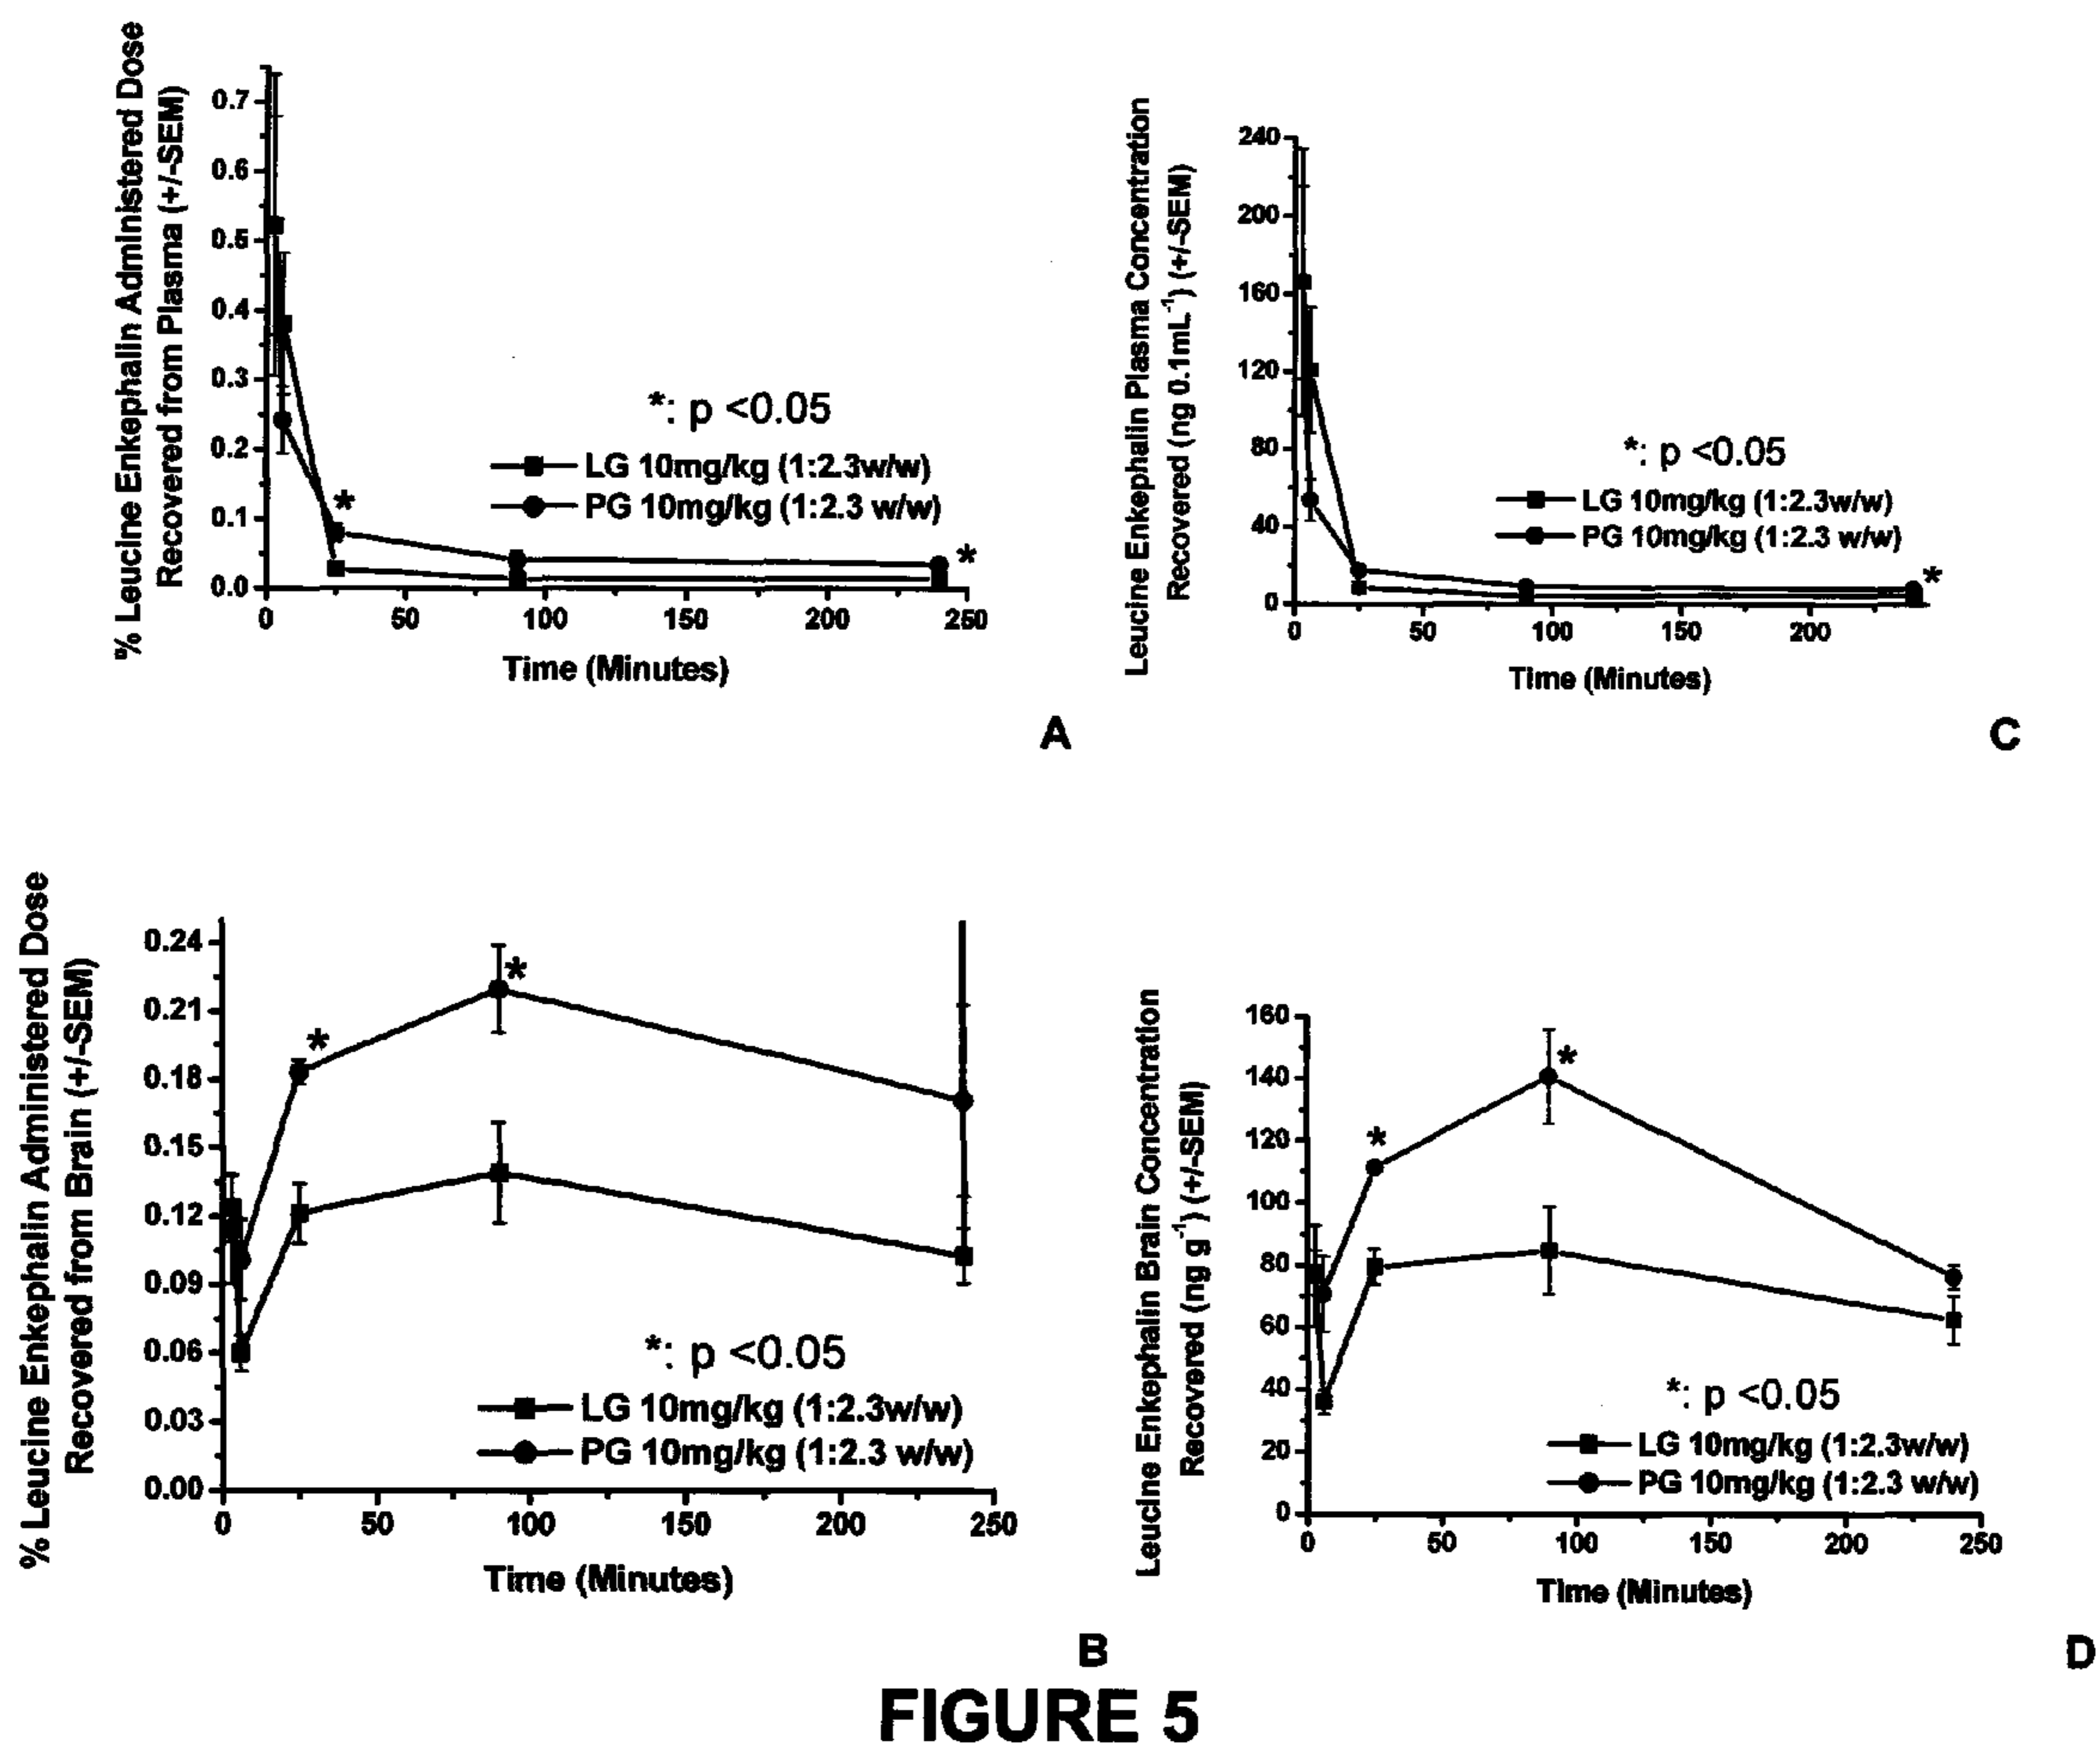 % Leucine Enkephalin Administered Dose
Recovered from Plasma (+/-SEM)
0.7
0.6
0.5
0.4
0.3
0.2
0.1
0.0
*
*
*: p <0.05
LG 10mg/kg (1:2.3w/w)
PG 10mg/kg (1:2.3 w/w)
0 50 100 150 200 250
Time (Minutes)
A
Leucine Enkephalin Plasma Concentration
Recovered (ng 0.1mL⁻¹) (+/-SEM)
240
200
160
120
80
40
0
*
*: p <0.05
LG 10mg/kg (1:2.3w/w)
PG 10mg/kg (1:2.3 w/w)
0 50 100 150 200
Time (Minutes)
C
% Leucine Enkephalin Administered Dose
Recovered from Brain (+/-SEM)
0.24
0.21
0.18
0.15
0.12
0.09
0.06
0.03
0.00
*
*
*: p <0.05
LG 10mg/kg (1:2.3w/w)
PG 10mg/kg (1:2.3 w/w)
0 50 100 150 200 250
Time (Minutes)
B
Leucine Enkephalin Brain Concentration
Recovered (ng g⁻¹) (+/-SEM)
160
140
120
100
80
60
40
20
0
*
*
*: p <0.05
LG 10mg/kg (1:2.3w/w)
PG 10mg/kg (1:2.3 w/w)
0 50 100 150 200 250
Time (Minutes)
D
FIGURE 5